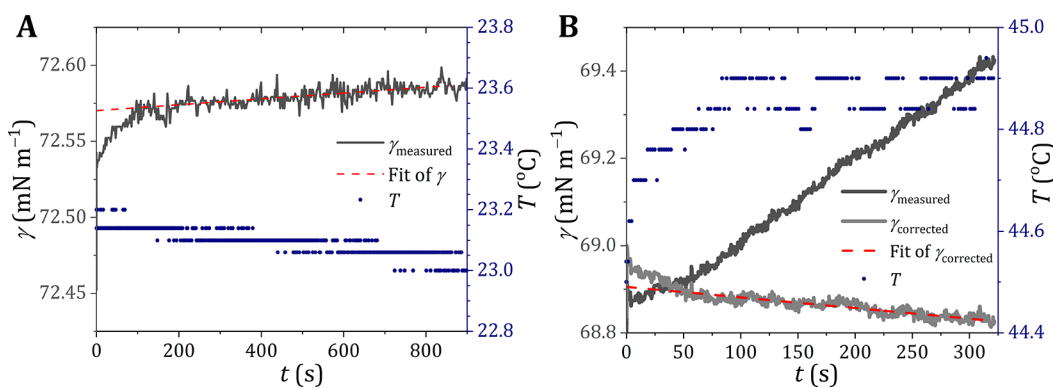 A
B
72.60
72.55
72.50
72.45
γ (mN m⁻¹)
0
200
400
600
800
t (s)
23.8
23.6
23.4
23.2
23.0
22.8
T (°C)
γmeasured
Fit of γ
T
69.4
69.2
69.0
68.8
γ (mN m⁻¹)
0
50
100
150
200
250
300
t (s)
45.0
44.8
44.6
44.4
T (°C)
γmeasured
γcorrected
Fit of γcorrected
T